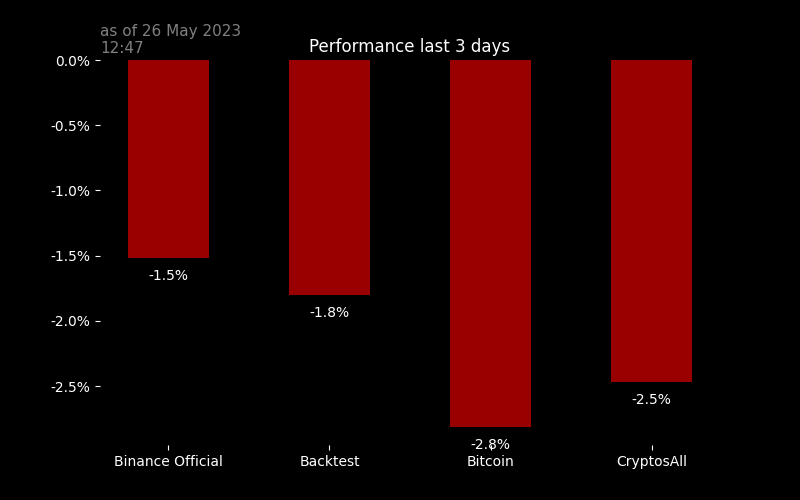 as of 26 May 2023
12:47
Performance last 3 days
0.0%
-0.5%
-1.0%
-1.5%
-2.0%
-2.5%
-1.5%
-1.8%
-2.8%
-2.5%
Binance Official
Backtest
Bitcoin
CryptosAll